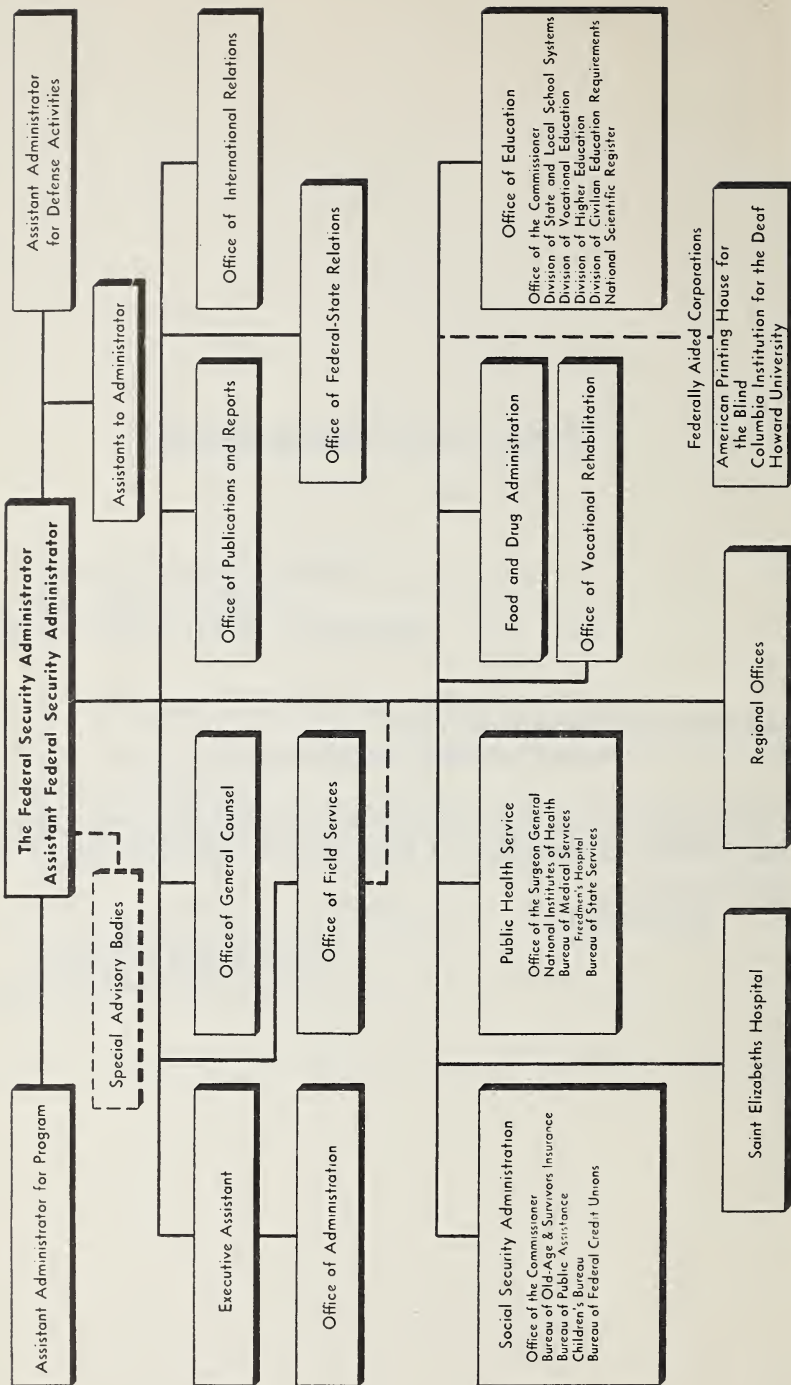 The Federal Security Administrator
Assistant Federal Security Administrator
Assistant Administrator for Program
Assistant Administrator
for Defense Activities
Special Advisory Bodies
Assistants to Administrator
Executive Assistant
Office of General Counsel
Office of Publications and Reports
Office of International Relations
Office of Administration
Office of Field Services
Office of Federal-State Relations
Social Security Administration
Office of the Commissioner
Bureau of Old-Age & Survivors Insurance
Bureau of Public Assistance
Children's Bureau
Bureau of Federal Credit Unions
Public Health Service
Office of the Surgeon General
National Institutes of Health
Bureau of Medical Services
Freedmen's Hospital
Bureau of State Services
Food and Drug Administration
Office of Vocational Rehabilitation
Office of Education
Office of the Commissioner
Division of State and Local School Systems
Division of Vocational Education
Division of Higher Education
Division of Civilian Education Requirements
National Scientific Register
Saint Elizabeths Hospital
Regional Offices
Federally Aided Corporations
American Printing House for
the Blind
Columbia Institution for the Deaf
Howard University